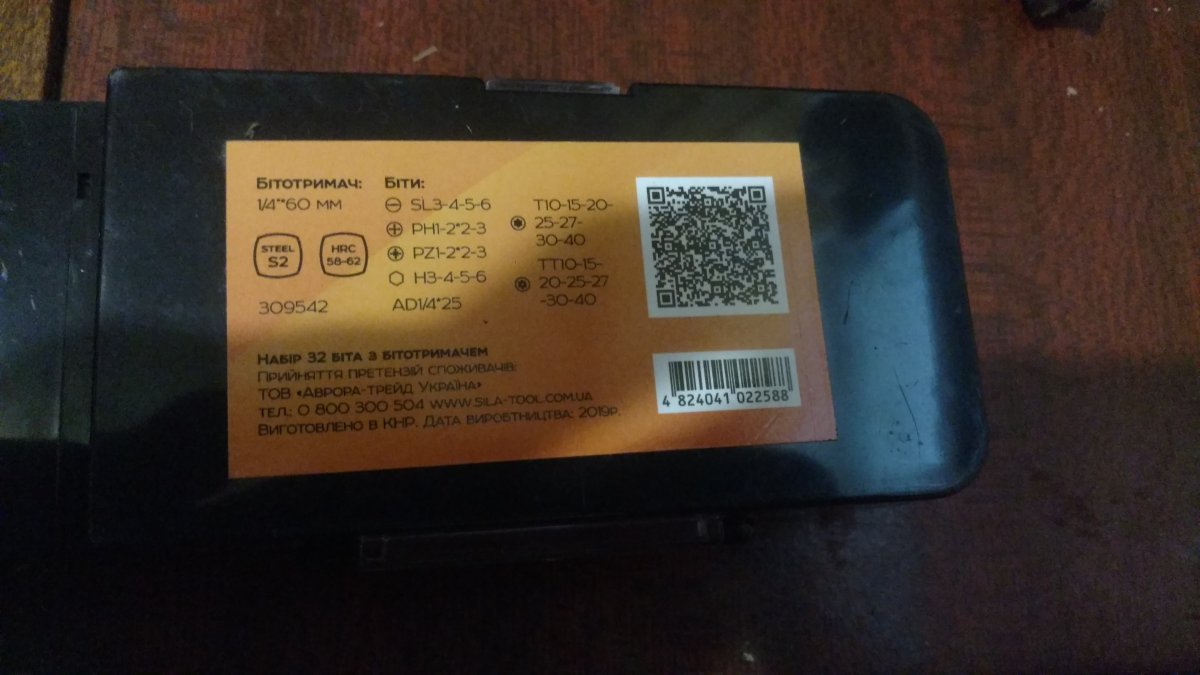 Бітотримач:
1/4"*60 мм
STEEL
S2
HRC
58-62
309542
Біти:
SL3-4-5-6
PH1-2*2-3
PZ1-2*2-3
H3-4-5-6
AD1/4*25
T10-15-20-
25-27-
30-40
TT10-15-
20-25-27
-30-40
Набір 32 біта з бітотримачем
Прийняття претензій споживачів:
ТОВ «Аврора-трейд Україна»
тел.: 0 800 300 504 www.sila-tool.com.ua
Виготовлено в КНР. Дата виробництва: 2019р.
4 824041 022588